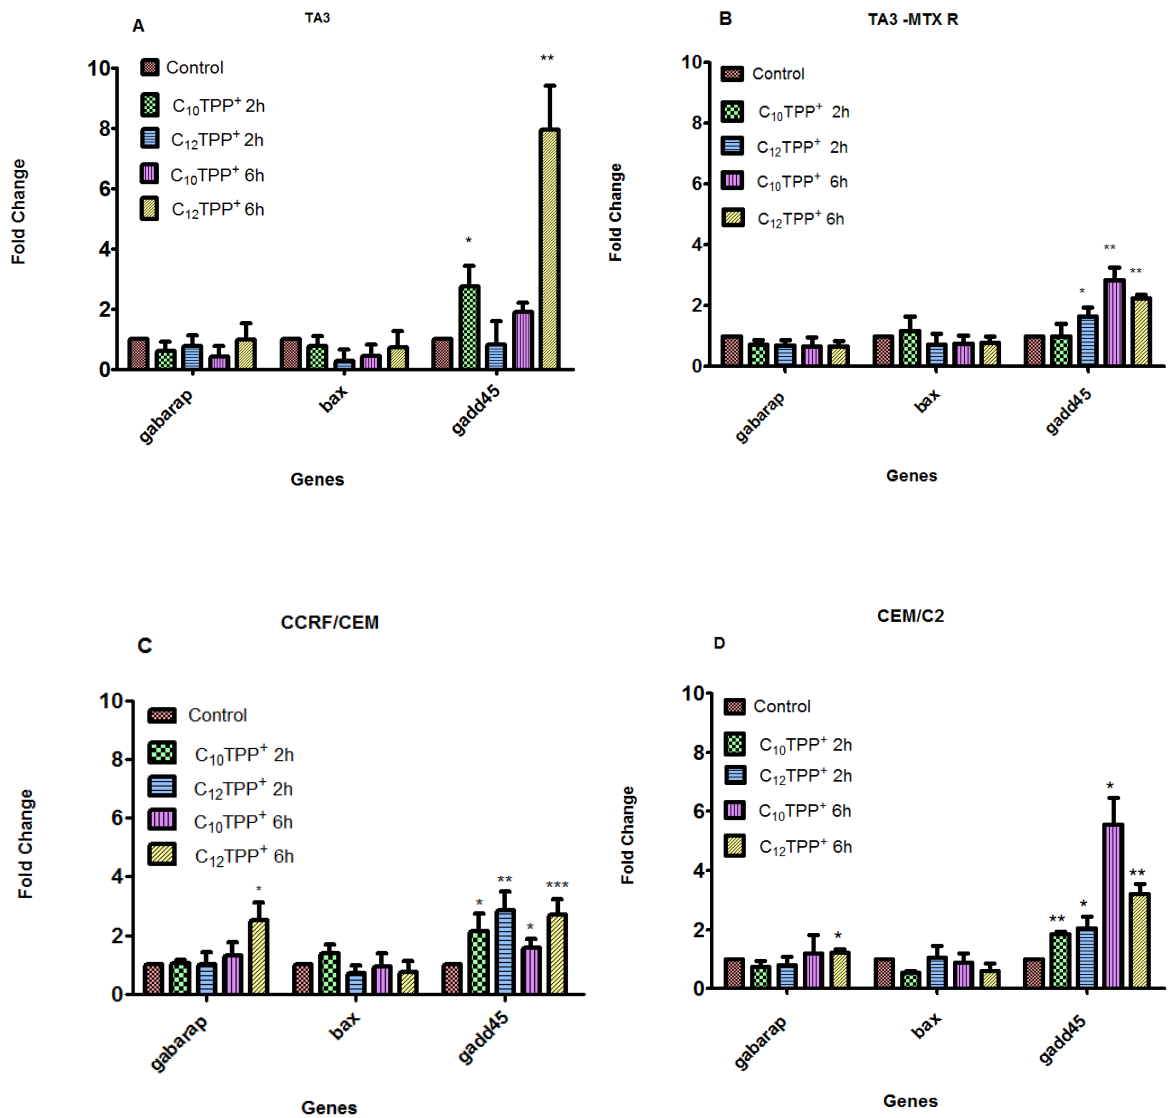 A
TA3
Fold Change
10
8
6
4
2
0
Control
C₁₀TPP⁺ 2h
C₁₂TPP⁺ 2h
C₁₀TPP⁺ 6h
C₁₂TPP⁺ 6h
*
**
gabarap
bax
gadd45
Genes
B
TA3 -MTX R
Fold Change
10
8
6
4
2
0
Control
C₁₀TPP⁺ 2h
C₁₂TPP⁺ 2h
C₁₀TPP⁺ 6h
C₁₂TPP⁺ 6h
*
**
**
gabarap
bax
gadd45
Genes
CCRF/CEM
C
Fold Change
10
8
6
4
2
0
Control
C₁₀TPP⁺ 2h
C₁₂TPP⁺ 2h
C₁₀TPP⁺ 6h
C₁₂TPP⁺ 6h
*
*
**
*
***
gabarap
bax
gadd45
Genes
CEM/C2
D
Fold Change
10
8
6
4
2
0
Control
C₁₀TPP⁺ 2h
C₁₂TPP⁺ 2h
C₁₀TPP⁺ 6h
C₁₂TPP⁺ 6h
*
**
*
*
**
gabarap
bax
gadd45
Genes